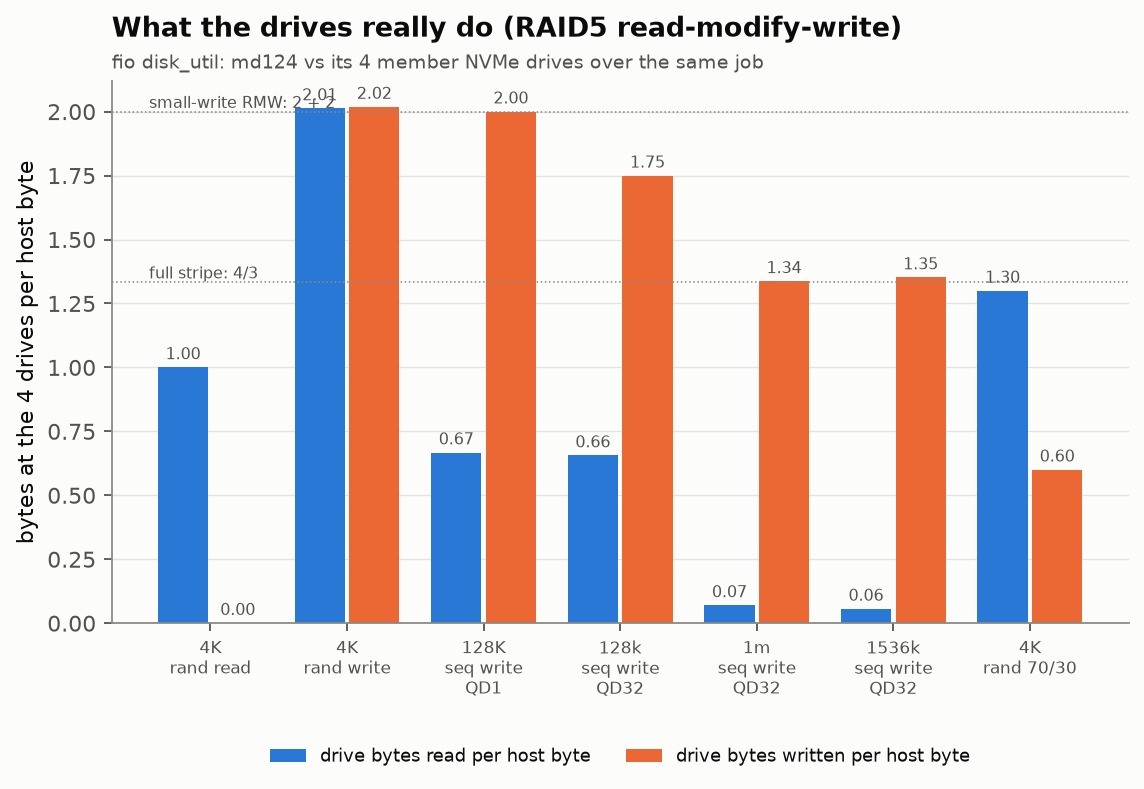 What the drives really do (RAID5 read-modify-write)
fio disk_util: md124 vs its 4 member NVMe drives over the same job
bytes at the 4 drives per host byte
2.00
1.75
1.50
1.25
1.00
0.75
0.50
0.25
0.00
small-write RMW: 2 + 2
full stripe: 4/3
1.00
0.00
2.01
2.02
0.67
2.00
0.66
1.75
0.07
1.34
0.06
1.35
1.30
0.60
4K
rand read
4K
rand write
128K
seq write
QD1
128k
seq write
QD32
1m
seq write
QD32
1536k
seq write
QD32
4K
rand 70/30
drive bytes read per host byte
drive bytes written per host byte